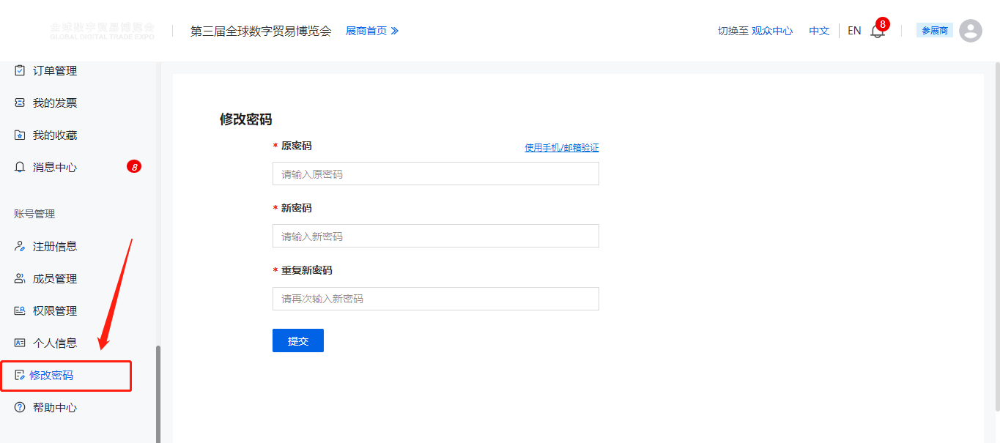 全球数字贸易博览会
GLOBAL DIGITAL TRADE EXPO
第三届全球数字贸易博览会 展商首页
切换至 观众中心 中文 EN 8 参展商
订单管理
我的发票
我的收藏
消息中心 8
账号管理
注册信息
成员管理
权限管理
个人信息
修改密码
帮助中心
修改密码
* 原密码 使用手机/邮箱验证
请输入原密码
* 新密码
请输入新密码
* 重复新密码
请再次输入新密码
提交